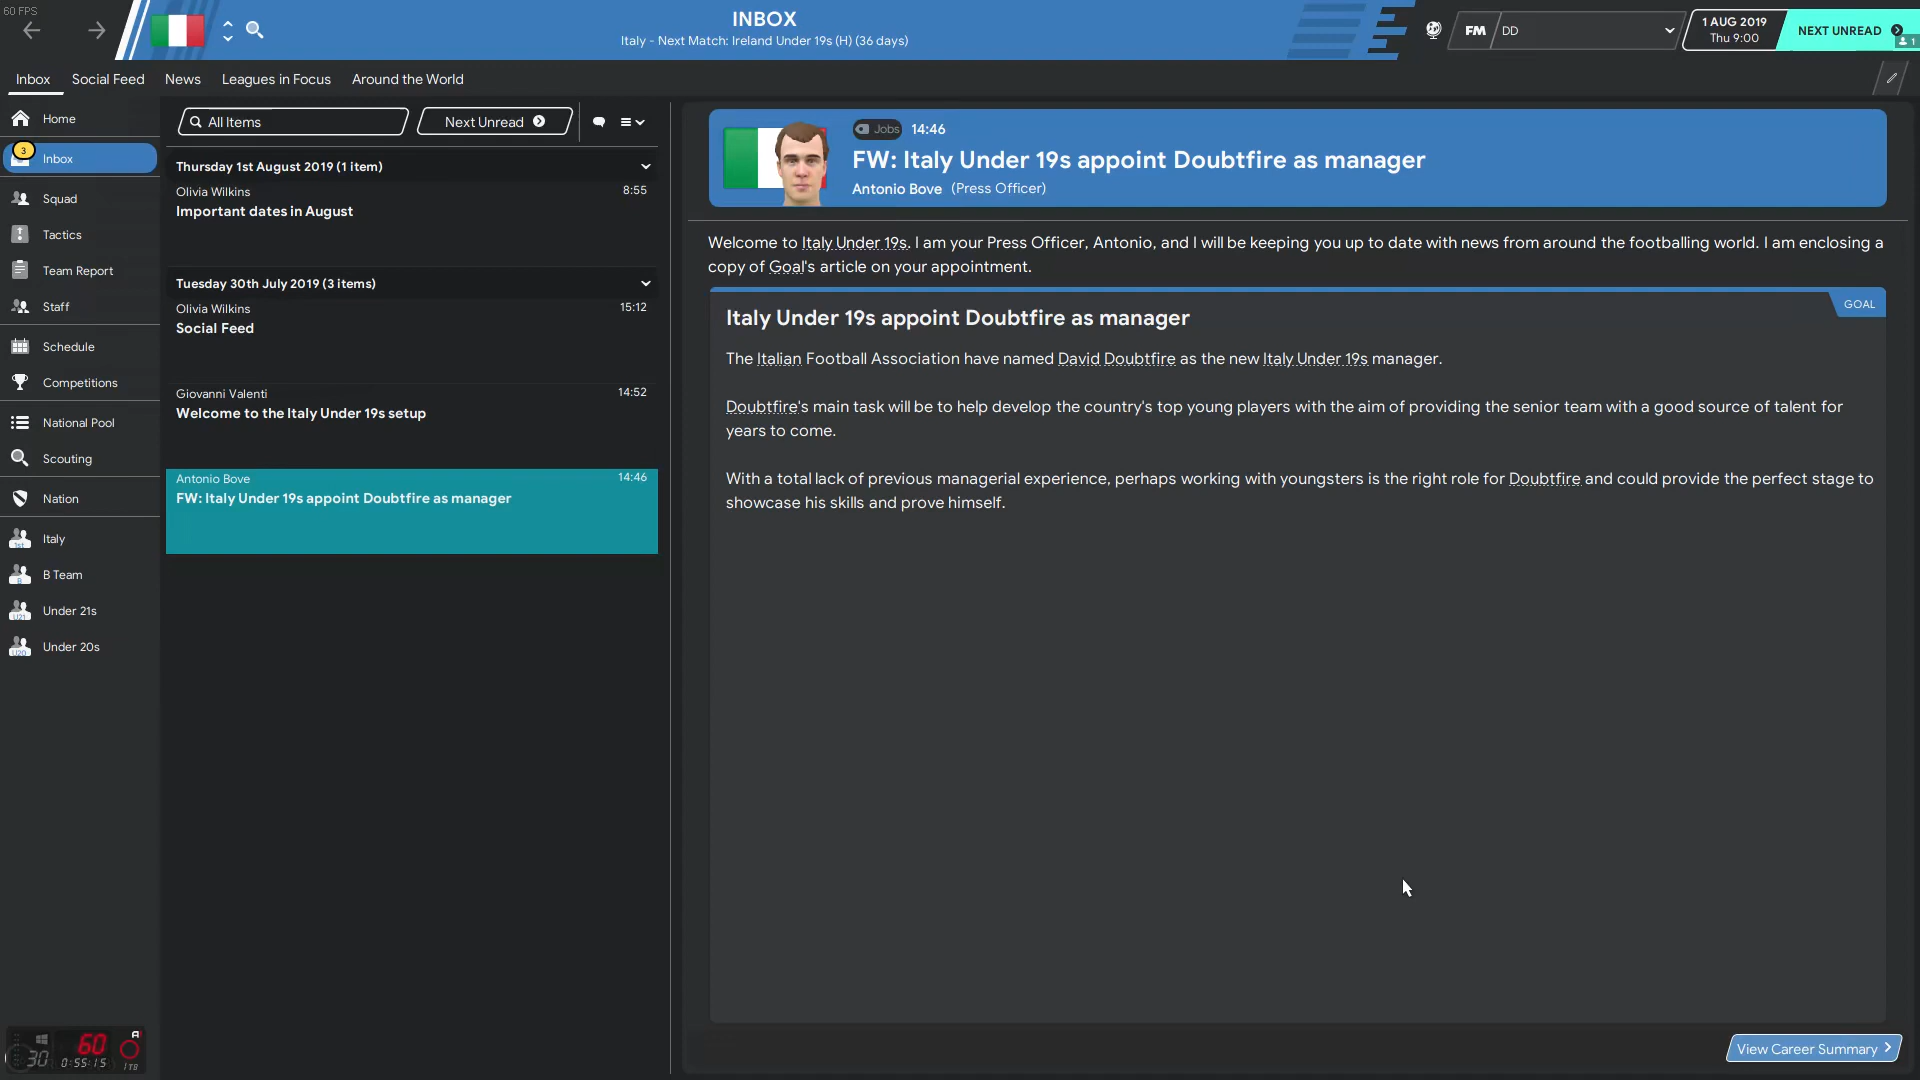 60 FPS
INBOX
Italy - Next Match: Ireland Under 19s (H) (36 days)
FM DD
1 AUG 2019
Thu 9:00
NEXT UNREAD
1
Inbox Social Feed News Leagues in Focus Around the World
Home
3
Inbox
Squad
Tactics
Team Report
Staff
Schedule
Competitions
National Pool
Scouting
Nation
1st
Italy
B
B Team
U21
Under 21s
U20
Under 20s
All Items
Next Unread
Thursday 1st August 2019 (1 item)
Olivia Wilkins 8:55
Important dates in August
Tuesday 30th July 2019 (3 items)
Olivia Wilkins 15:12
Social Feed
Giovanni Valenti 14:52
Welcome to the Italy Under 19s setup
Antonio Bove 14:46
FW: Italy Under 19s appoint Doubtfire as manager
Jobs 14:46
FW: Italy Under 19s appoint Doubtfire as manager
Antonio Bove (Press Officer)
Welcome to Italy Under 19s. I am your Press Officer, Antonio, and I will be keeping you up to date with news from around the footballing world. I am enclosing a
copy of Goal's article on your appointment.
GOAL
Italy Under 19s appoint Doubtfire as manager
The Italian Football Association have named David Doubtfire as the new Italy Under 19s manager.
Doubtfire's main task will be to help develop the country's top young players with the aim of providing the senior team with a good source of talent for
years to come.
With a total lack of previous managerial experience, perhaps working with youngsters is the right role for Doubtfire and could provide the perfect stage to
showcase his skills and prove himself.
View Career Summary
60
30 0:55:15 1TB